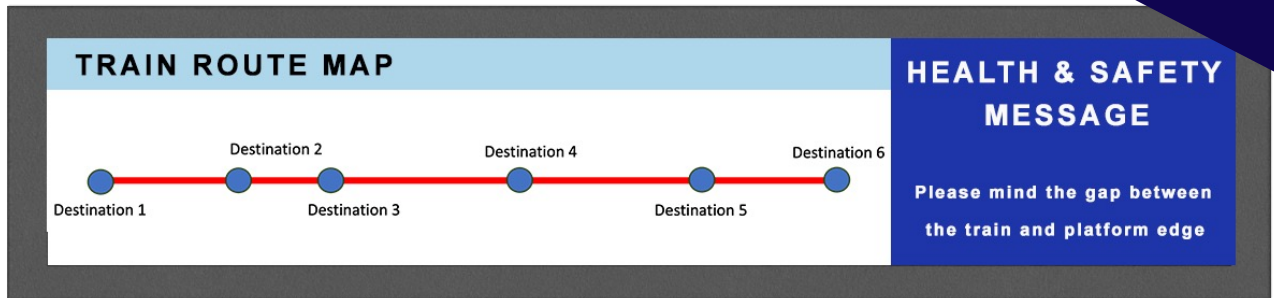 TRAIN ROUTE MAP
Destination 1
Destination 2
Destination 3
Destination 4
Destination 5
Destination 6
HEALTH & SAFETY
MESSAGE
Please mind the gap between
the train and platform edge